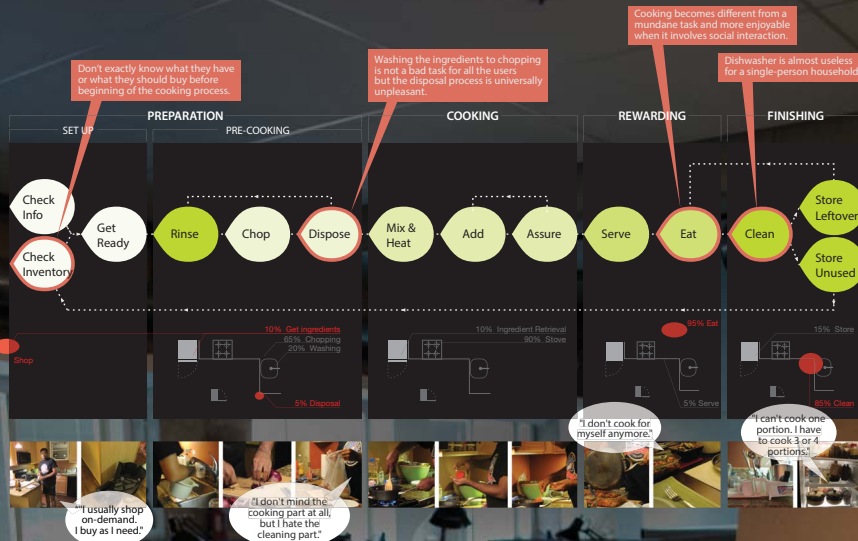 Cooking becomes different from a
mundane task and more enjoyable
when it involves social interaction.
Don't exactly know what they have
or what they should buy before
beginning of the cooking process.
Washing the ingredients to chopping
is not a bad task for all the users
but the disposal process is universally
unpleasant.
Dishwasher is almost useless
for a single-person household
PREPARATION
COOKING
REWARDING
FINISHING
SET UP
PRE-COOKING
Check
Info
Check
Inventory
Get
Ready
Rinse
Chop
Dispose
Mix &
Heat
Add
Assure
Serve
Eat
Clean
Store
Leftover
Store
Unused
Shop
10% Get ingredients
65% Chopping
20% Washing
5% Disposal
10% Ingredient Retrieval
90% Stove
95% Eat
5% Serve
15% Store
85% Clean
"I usually shop
on-demand.
I buy as I need."
"I don't mind the
cooking part at all,
but I hate the
cleaning part."
"I don't cook for
myself anymore."
"I can't cook one
portion. I have
to cook 3 or 4
portions."